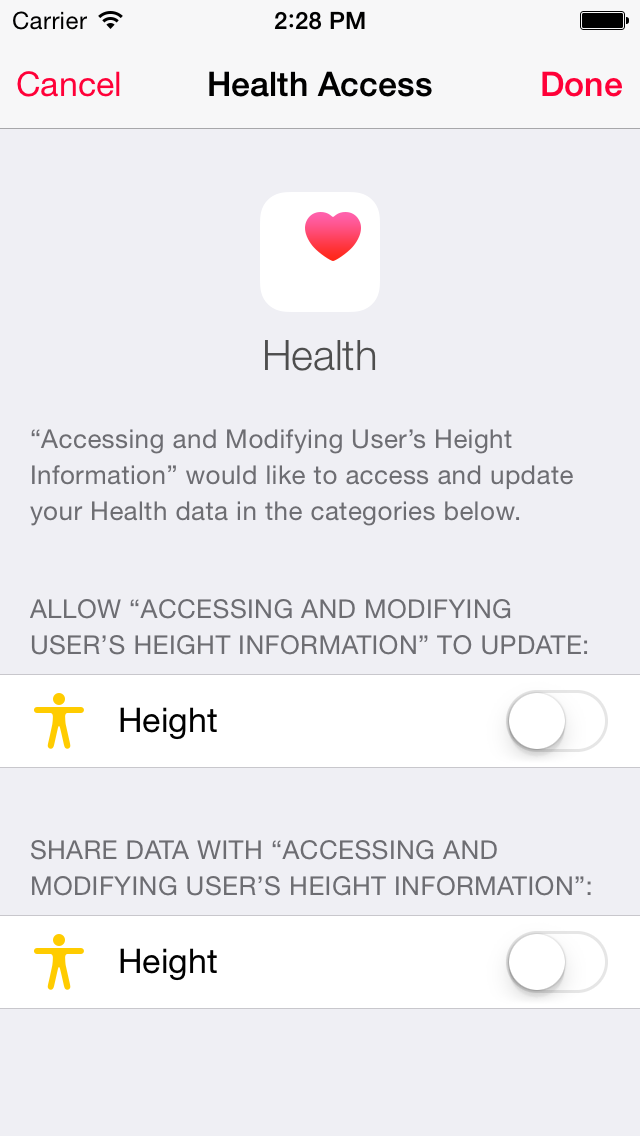 Carrier 2:28 PM
Cancel Health Access Done
Health
“Accessing and Modifying User’s Height
Information” would like to access and update
your Health data in the categories below.
ALLOW “ACCESSING AND MODIFYING
USER’S HEIGHT INFORMATION” TO UPDATE:
Height
SHARE DATA WITH “ACCESSING AND
MODIFYING USER’S HEIGHT INFORMATION”:
Height